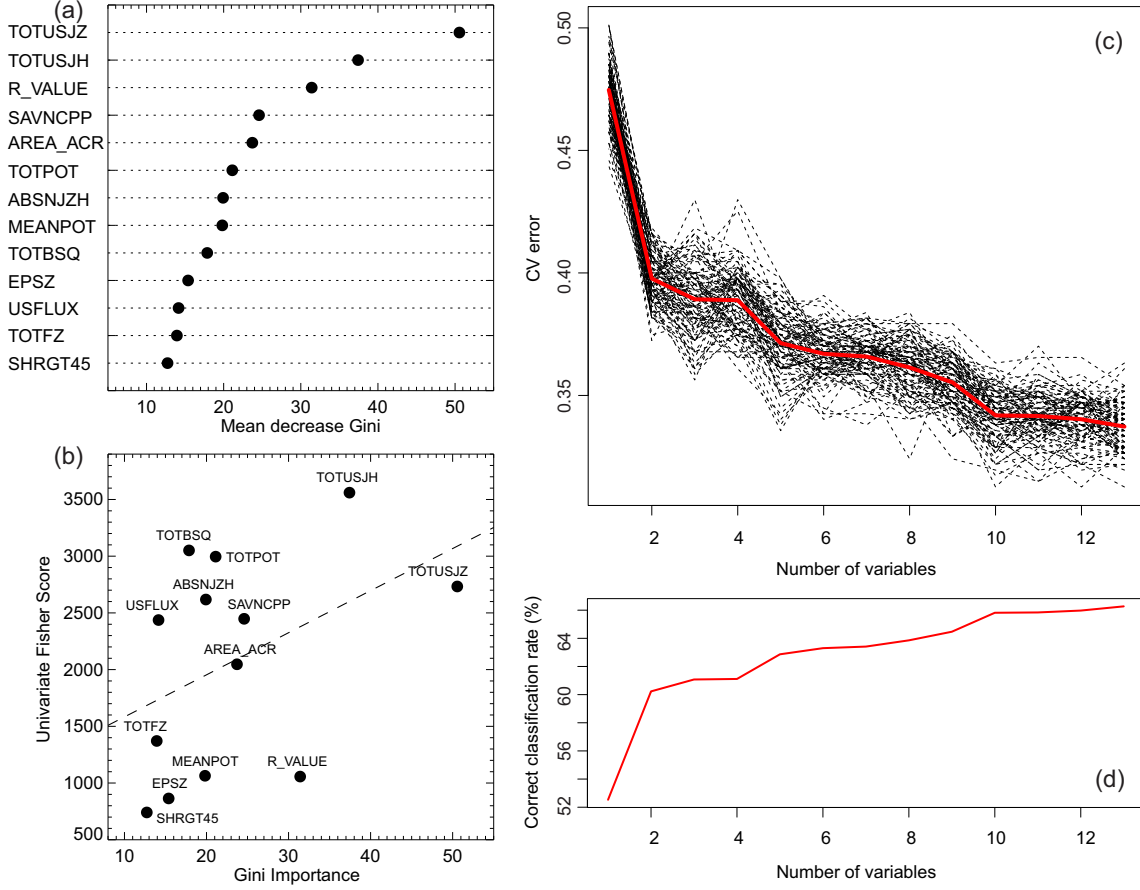 (a)
TOTUSJZ
TOTUSJH
R_VALUE
SAVNCPP
AREA_ACR
TOTPOT
ABSNJZH
MEANPOT
TOTBSQ
EPSZ
USFLUX
TOTFZ
SHRGT45
10 20 30 40 50
Mean decrease Gini
(b)
Univariate Fisher Score
3500
3000
2500
2000
1500
1000
500
TOTUSJH
TOTBSQ
TOTPOT
TOTUSJZ
ABSNJZH
USFLUX
SAVNCPP
AREA_ACR
TOTFZ
MEANPOT
R_VALUE
EPSZ
SHRGT45
10 20 30 40 50
Gini Importance
(c)
CV error
0.50
0.45
0.40
0.35
2 4 6 8 10 12
Number of variables
(d)
Correct classification rate (%)
64
60
56
52
2 4 6 8 10 12
Number of variables